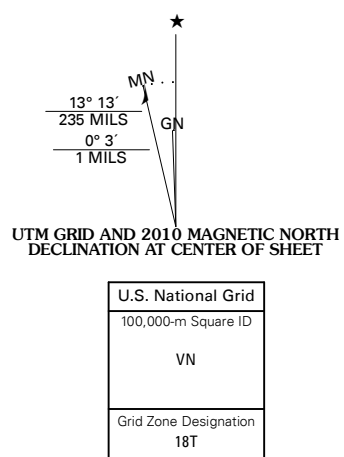 ★
MN
13° 13´
235 MILS
GN
0° 3´
1 MILS
UTM GRID AND 2010 MAGNETIC NORTH
DECLINATION AT CENTER OF SHEET
U.S. National Grid
100,000-m Square ID
VN
Grid Zone Designation
18T